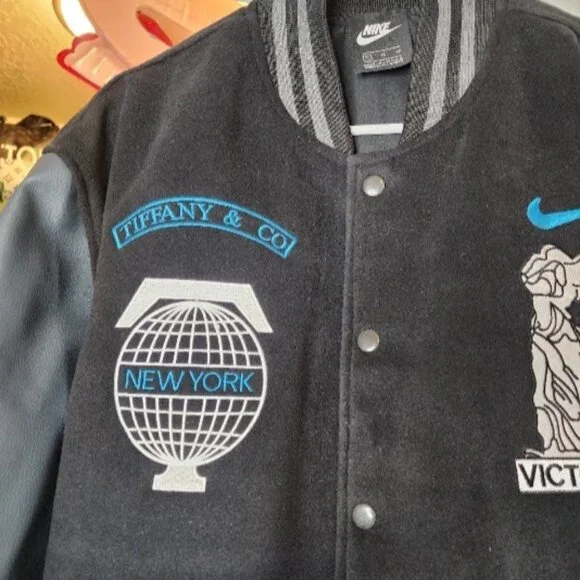 NIKE
TIFFANY & CO
NEW YORK
VICT